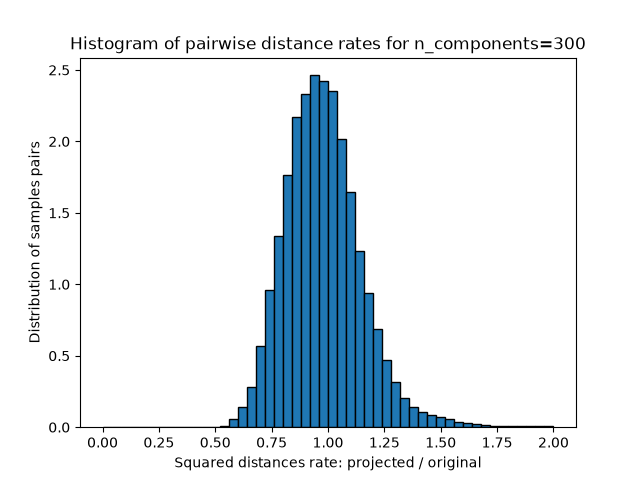 Histogram of pairwise distance rates for n_components=300
Distribution of samples pairs
2.5
2.0
1.5
1.0
0.5
0.0
0.00 0.25 0.50 0.75 1.00 1.25 1.50 1.75 2.00
Squared distances rate: projected / original